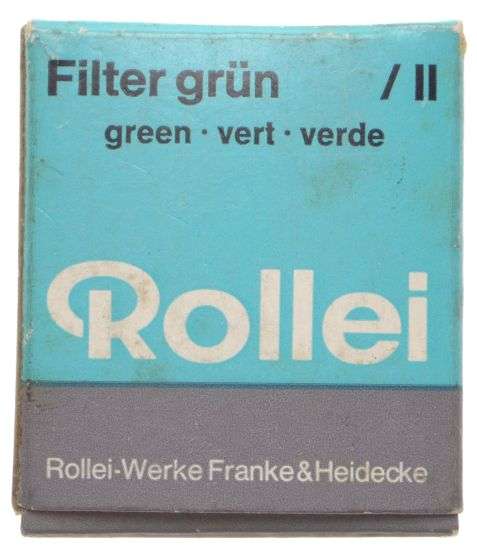 Filter grün / II
green · vert · verde
Rollei
Rollei-Werke Franke & Heidecke